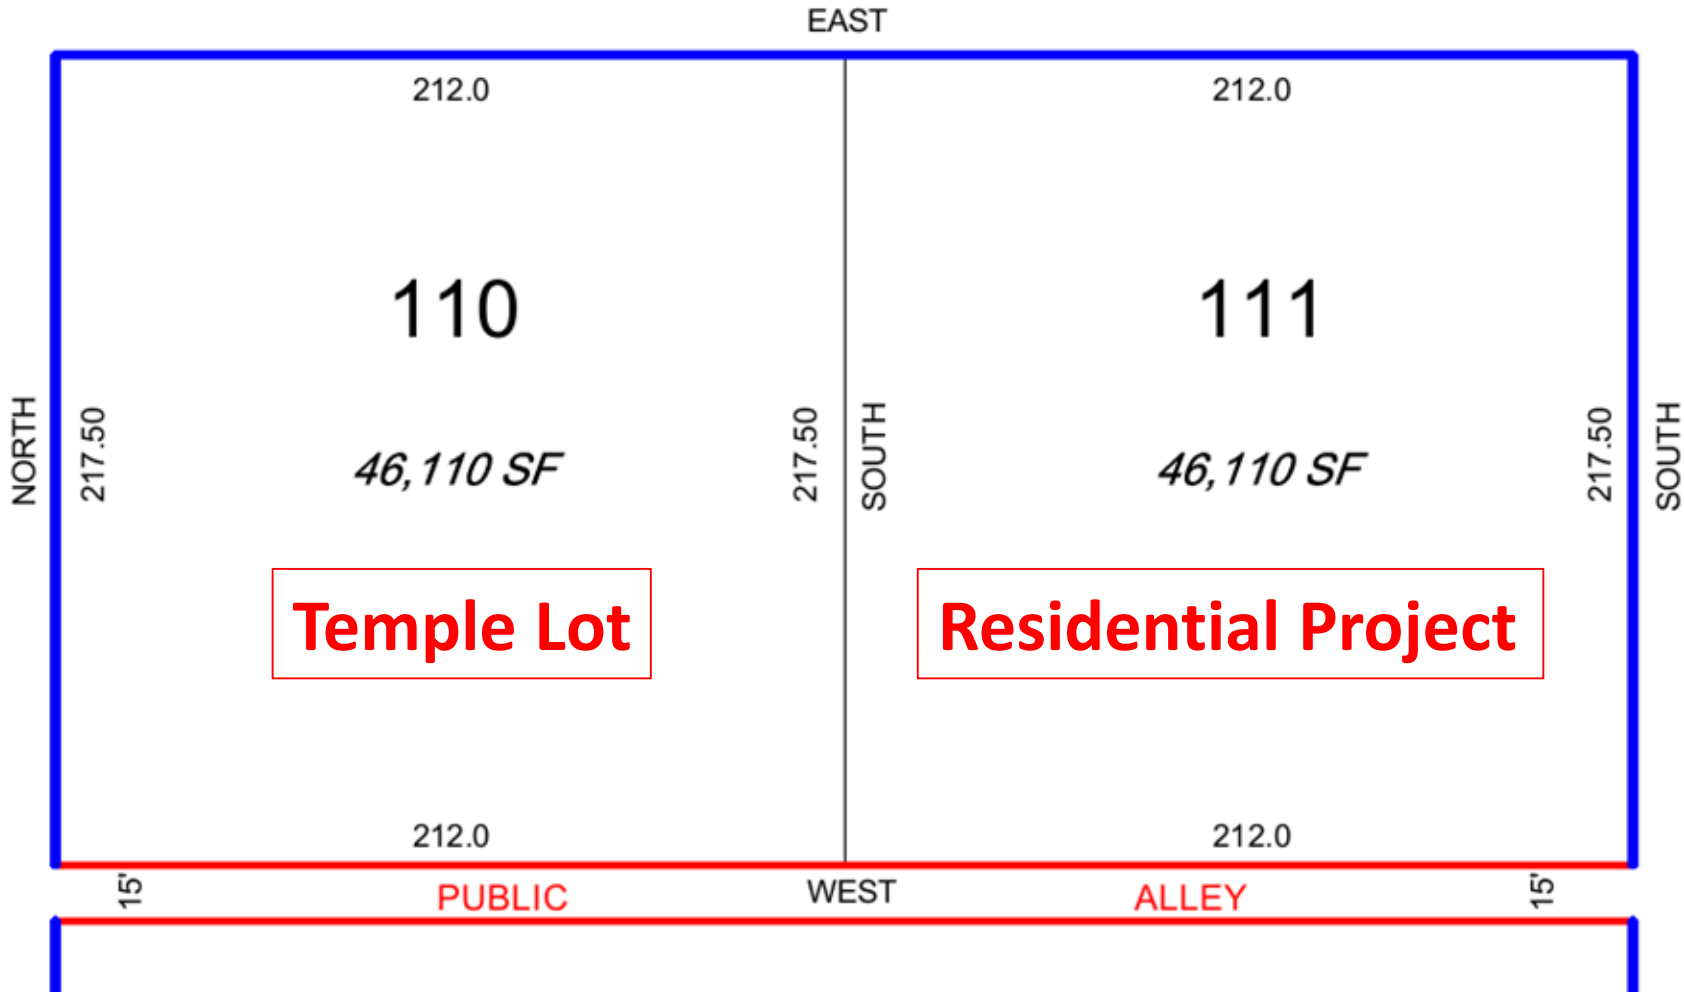 EAST
212.0
212.0
110
111
NORTH
217.50
46,110 SF
217.50
SOUTH
46,110 SF
217.50
SOUTH
Temple Lot
Residential Project
212.0
212.0
15'
PUBLIC
WEST
ALLEY
15'